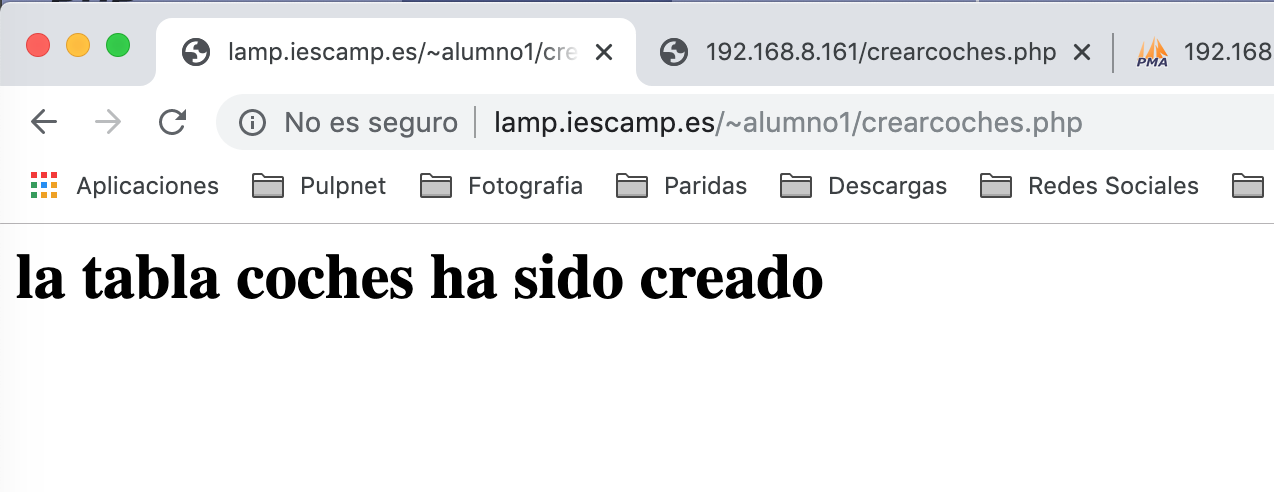 lamp.iescamp.es/~alumno1/cre
192.168.8.161/crearcoches.php
PMA
192.168
No es seguro
lamp.iescamp.es/~alumno1/crearcoches.php
Aplicaciones
Pulpnet
Fotografia
Paridas
Descargas
Redes Sociales
la tabla coches ha sido creado